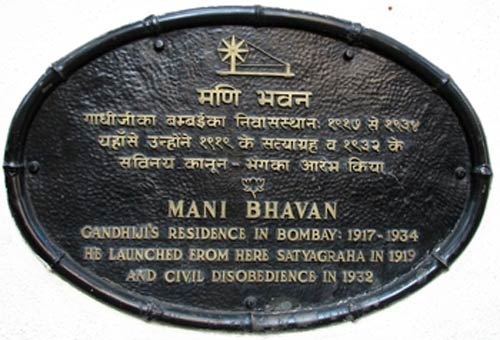 मणि भवन
गांधीजीका बम्बईका निवासस्थान: १९१७ से १९३४
यहाँसे उन्होंने १९१९ के सत्याग्रह व १९३२ के
सविनय कानून - भंगका आरंभ किया
MANI BHAVAN
GANDHIJI'S RESIDENCE IN BOMBAY: 1917-1934
HE LAUNCHED FROM HERE SATYAGRAHA IN 1919
AND CIVIL DISOBEDIENCE IN 1932